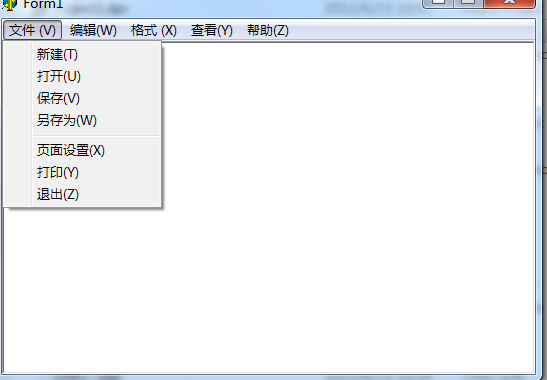 Form1
文件 (V) 编辑(W) 格式 (X) 查看(Y) 帮助(Z)
新建(T)
打开(U)
保存(V)
另存为(W)
页面设置(X)
打印(Y)
退出(Z)